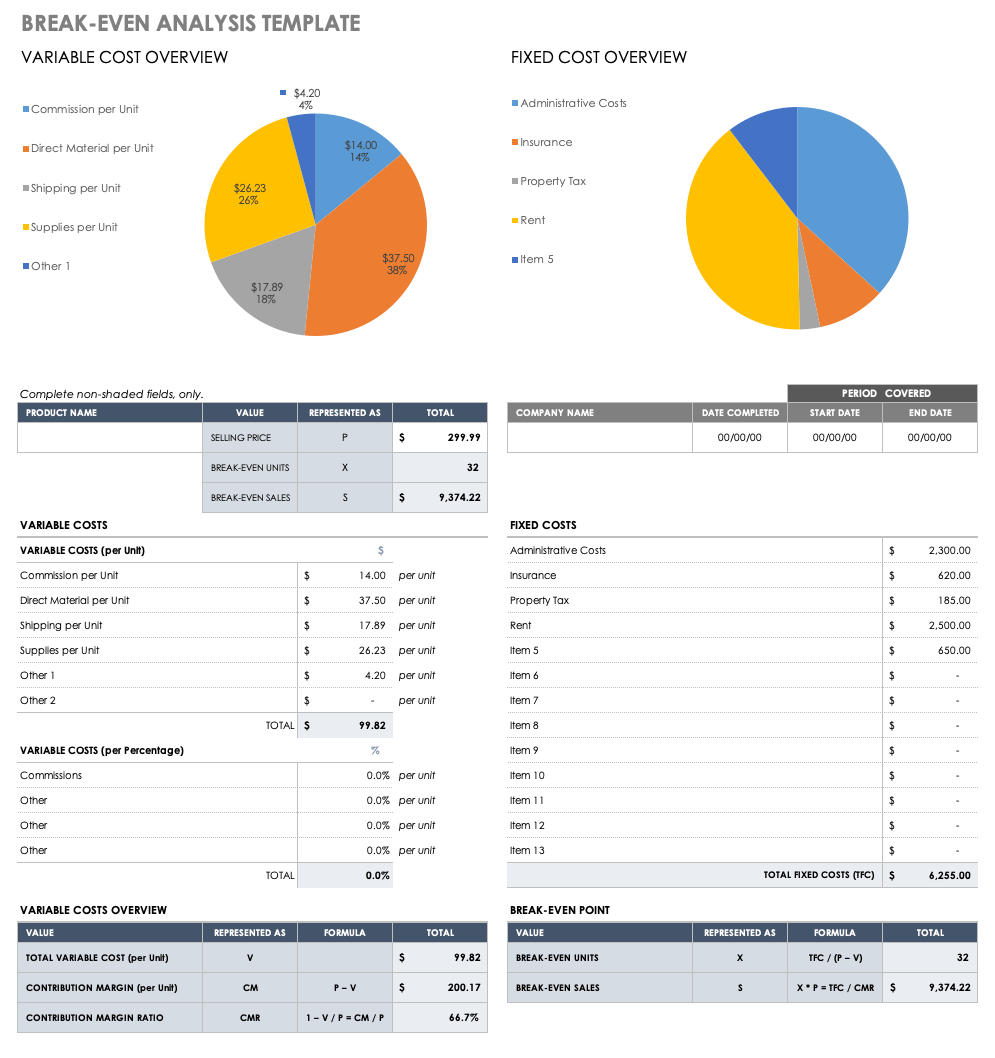 BREAK-EVEN ANALYSIS TEMPLATE
VARIABLE COST OVERVIEW
Commission per Unit
Direct Material per Unit
Shipping per Unit
Supplies per Unit
Other 1
$4.20
4%
$14.00
14%
$26.23
26%
$37.50
38%
$17.89
18%
FIXED COST OVERVIEW
Administrative Costs
Insurance
Property Tax
Rent
Item 5
Complete non-shaded fields, only.
PRODUCT NAME VALUE REPRESENTED AS TOTAL
SELLING PRICE P $ 299.99
BREAK-EVEN UNITS X 32
BREAK-EVEN SALES S $ 9,374.22
PERIOD COVERED
COMPANY NAME DATE COMPLETED START DATE END DATE
00/00/00 00/00/00 00/00/00
VARIABLE COSTS
VARIABLE COSTS (per Unit) $
Commission per Unit $ 14.00 per unit
Direct Material per Unit $ 37.50 per unit
Shipping per Unit $ 17.89 per unit
Supplies per Unit $ 26.23 per unit
Other 1 $ 4.20 per unit
Other 2 $ - per unit
TOTAL $ 99.82
VARIABLE COSTS (per Percentage) %
Commissions 0.0% per unit
Other 0.0% per unit
Other 0.0% per unit
Other 0.0% per unit
TOTAL 0.0%
FIXED COSTS
Administrative Costs $ 2,300.00
Insurance $ 620.00
Property Tax $ 185.00
Rent $ 2,500.00
Item 5 $ 650.00
Item 6 $ -
Item 7 $ -
Item 8 $ -
Item 9 $ -
Item 10 $ -
Item 11 $ -
Item 12 $ -
Item 13 $ -
TOTAL FIXED COSTS (TFC) $ 6,255.00
VARIABLE COSTS OVERVIEW
VALUE REPRESENTED AS FORMULA TOTAL
TOTAL VARIABLE COST (per Unit) V $ 99.82
CONTRIBUTION MARGIN (per Unit) CM P – V $ 200.17
CONTRIBUTION MARGIN RATIO CMR 1 – V / P = CM / P 66.7%
BREAK-EVEN POINT
VALUE REPRESENTED AS FORMULA TOTAL
BREAK-EVEN UNITS X TFC / (P – V) 32
BREAK-EVEN SALES S X * P = TFC / CMR $ 9,374.22